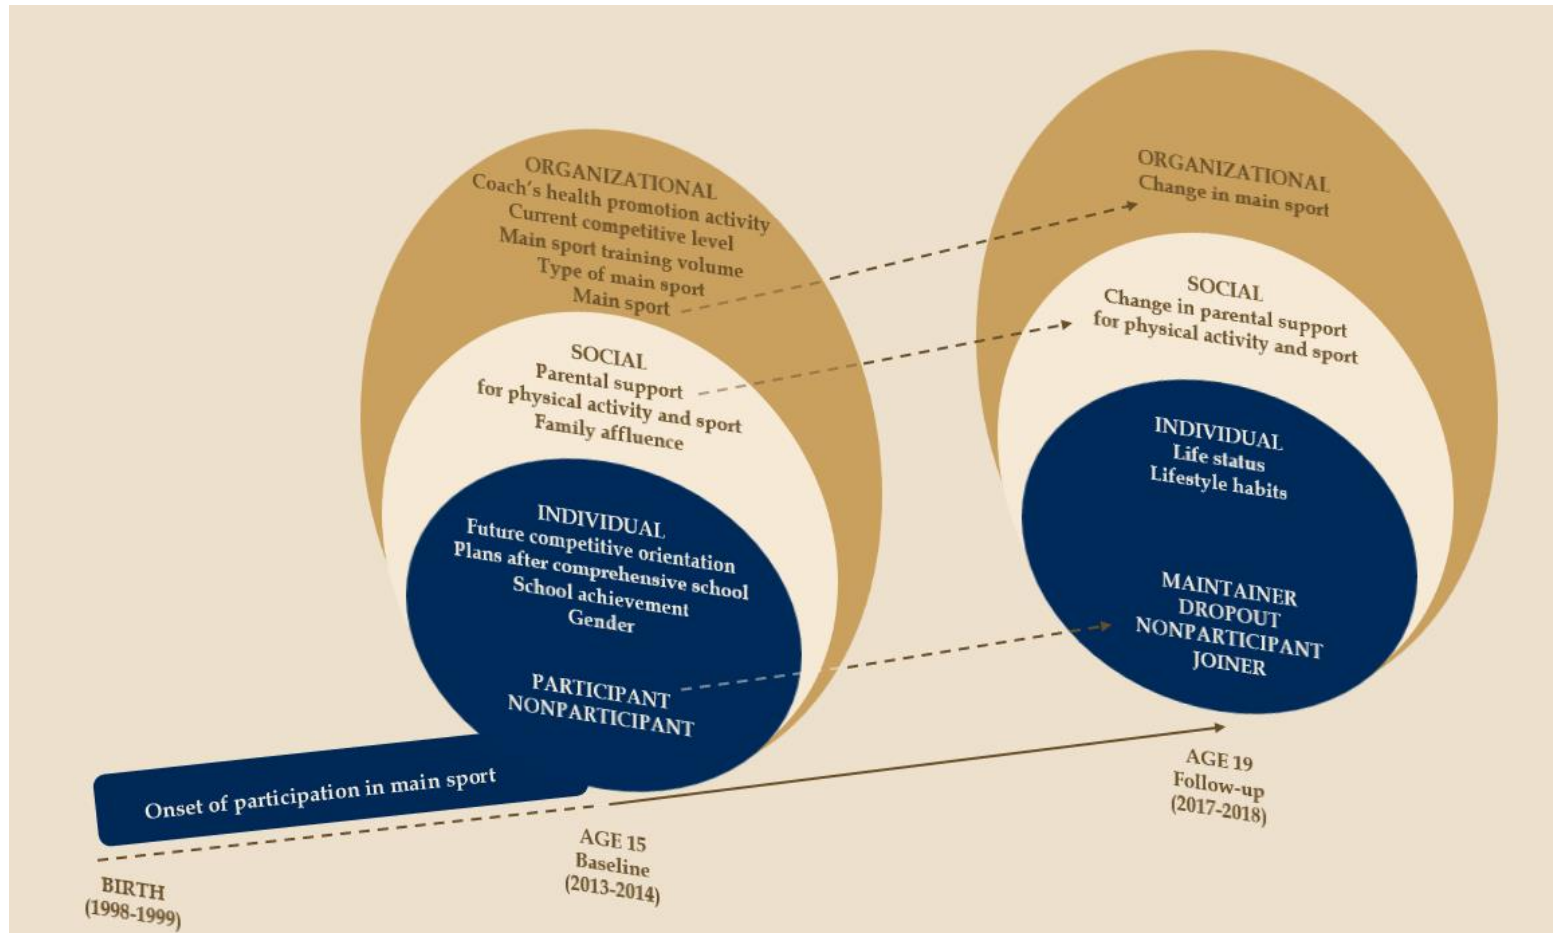 ORGANIZATIONAL
Coach's health promotion activity
Current competitive level
Main sport training volume
Type of main sport
Main sport
SOCIAL
Parental support
for physical activity and sport
Family affluence
INDIVIDUAL
Future competitive orientation
Plans after comprehensive school
School achievement
Gender
PARTICIPANT
NONPARTICIPANT
Onset of participation in main sport
BIRTH
(1998-1999)
AGE 15
Baseline
(2013-2014)
ORGANIZATIONAL
Change in main sport
SOCIAL
Change in parental support
for physical activity and sport
INDIVIDUAL
Life status
Lifestyle habits
MAINTAINER
DROPOUT
NONPARTICIPANT
JOINER
AGE 19
Follow-up
(2017-2018)